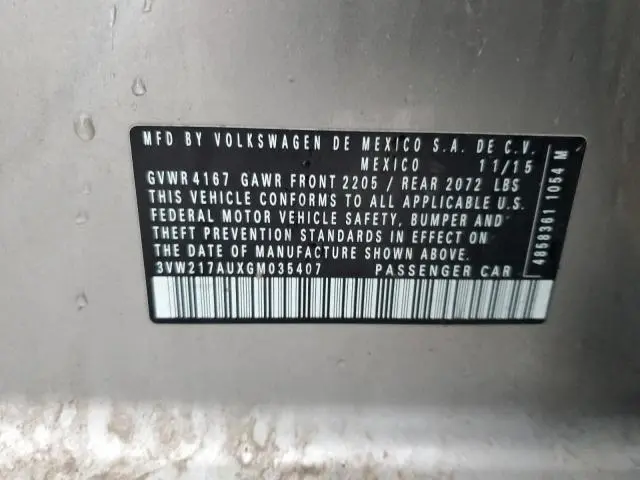 MFD BY VOLKSWAGEN DE MEXICO S.A. DE C.V.
MEXICO 11/15
GVWR 4167 GAWR FRONT 2205 / REAR 2072 LBS
THIS VEHICLE CONFORMS TO ALL APPLICABLE U.S.
FEDERAL MOTOR VEHICLE SAFETY, BUMPER AND
THEFT PREVENTION STANDARDS IN EFFECT ON
THE DATE OF MANUFACTURE SHOWN ABOVE.
3VW217AUXGM035407 PASSENGER CAR
4858361 1054 M